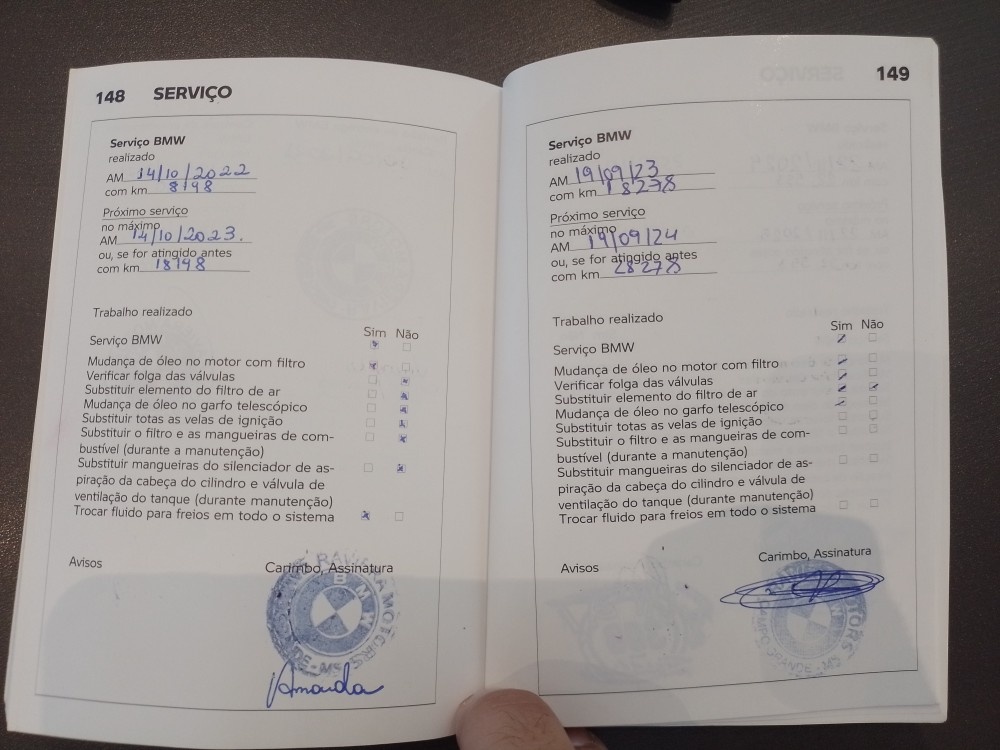 148 SERVIÇO
Serviço BMW
realizado
AM 14/10/2022
com km 8198
Próximo serviço
no máximo
AM 14/10/2023.
ou, se for atingido antes
com km 18198
Trabalho realizado
Sim Não
Serviço BMW
Mudança de óleo no motor com filtro
Verificar folga das válvulas
Substituir elemento do filtro de ar
Mudança de óleo no garfo telescópico
Substituir totas as velas de ignição
Substituir o filtro e as mangueiras de com-
bustível (durante a manutenção)
Substituir mangueiras do silenciador de as-
piração da cabeça do cilindro e válvula de
ventilação do tanque (durante manutenção)
Trocar fluido para freios em todo o sistema
Avisos
Carimbo, Assinatura
BMW
MOTORS
Amanda
149
Serviço BMW
realizado
AM 19/09/23
com km 18278
Próximo serviço
no máximo
AM 19/09/24
ou, se for atingido antes
com km 28278
Trabalho realizado
Sim Não
Serviço BMW
Mudança de óleo no motor com filtro
Verificar folga das válvulas
Substituir elemento do filtro de ar
Mudança de óleo no garfo telescópico
Substituir totas as velas de ignição
Substituir o filtro e as mangueiras de com-
bustível (durante a manutenção)
Substituir mangueiras do silenciador de as-
piração da cabeça do cilindro e válvula de
ventilação do tanque (durante manutenção)
Trocar fluido para freios em todo o sistema
Avisos
Carimbo, Assinatura
MOTORS
CAMPO GRANDE - MS